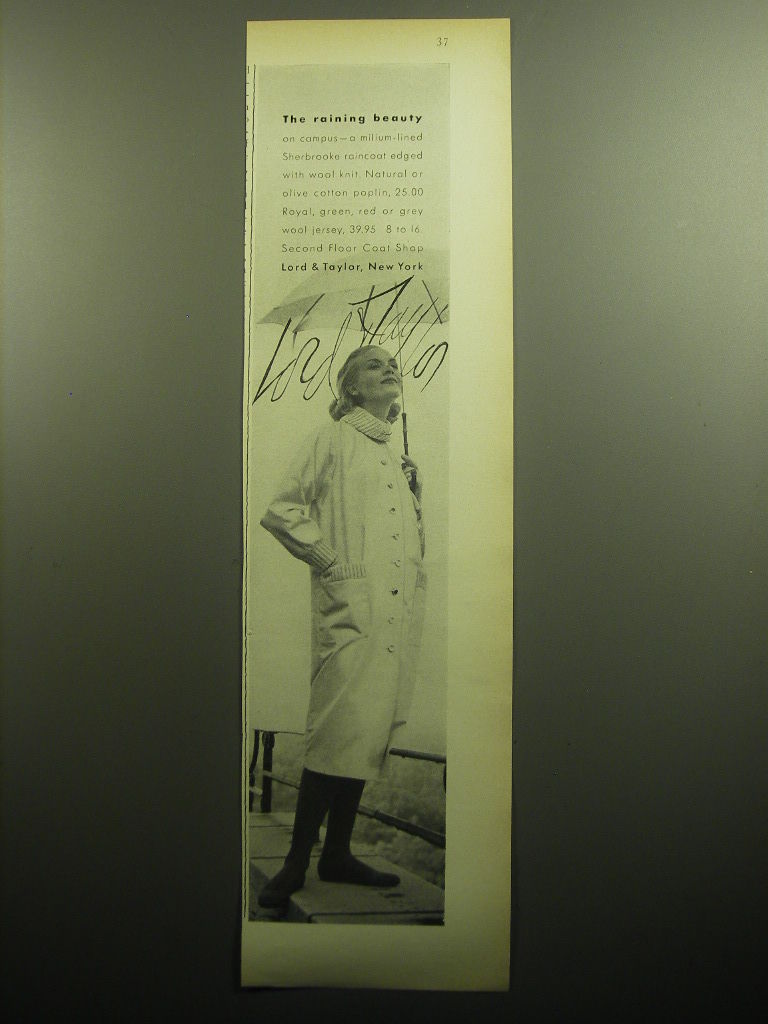 37
The raining beauty
on campus—a milium-lined
Sherbrooke raincoat edged
with wool knit. Natural or
olive cotton poplin, 25.00
Royal, green, red or grey
wool jersey, 39.95 8 to 16.
Second Floor Coat Shop
Lord & Taylor, New York
Lord & Taylor